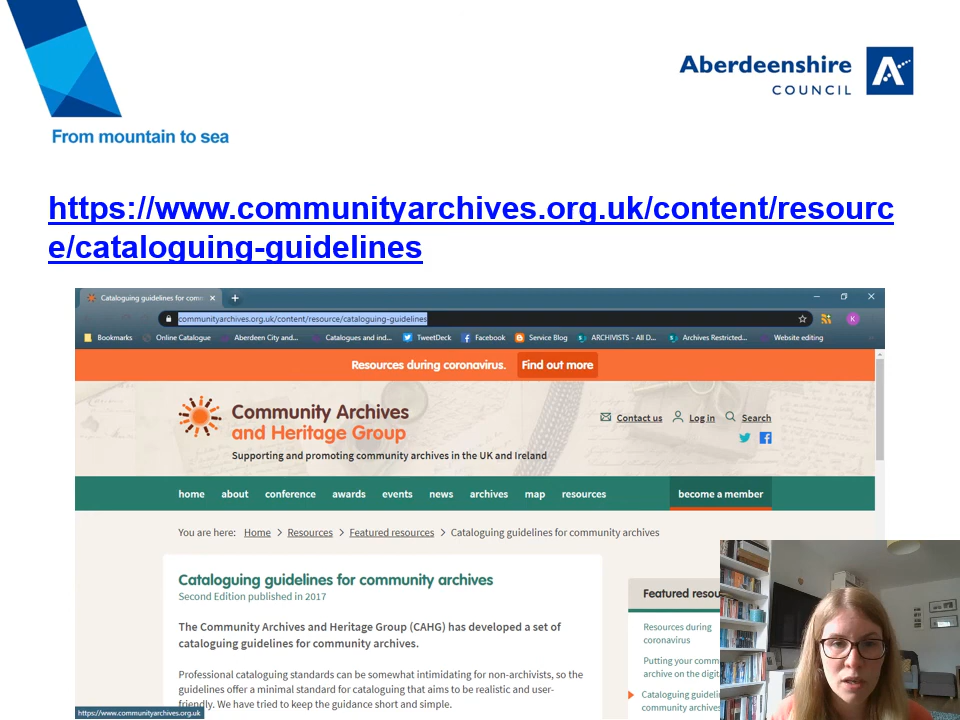 Aberdeenshire
COUNCIL
From mountain to sea
https://www.communityarchives.org.uk/content/resourc
e/cataloguing-guidelines
Cataloguing guidelines for com
communityarchives.org.uk/content/resource/cataloguing-guidelines
K
Bookmarks Online Catalogue Aberdeen City and... Catalogues and ind... TweetDeck Facebook Service Blog ARCHIVISTS - All D... Archives Restricted... Website editing
Resources during coronavirus. Find out more
Community Archives
and Heritage Group
Supporting and promoting community archives in the UK and Ireland
Contact us Log in Search
home about conference awards events news archives map resources become a member
You are here: Home > Resources > Featured resources > Cataloguing guidelines for community archives
Cataloguing guidelines for community archives
Second Edition published in 2017
The Community Archives and Heritage Group (CAHG) has developed a set of
cataloguing guidelines for community archives.
Professional cataloguing standards can be somewhat intimidating for non-archivists, so the
guidelines offer a minimal standard for cataloguing that aims to be realistic and user-
friendly. We have tried to keep the guidance short and simple.
Featured resou
Resources during
coronavirus
Putting your comm
archive on the digit
Cataloguing guidelin
community archives
https://www.communityarchives.org.uk